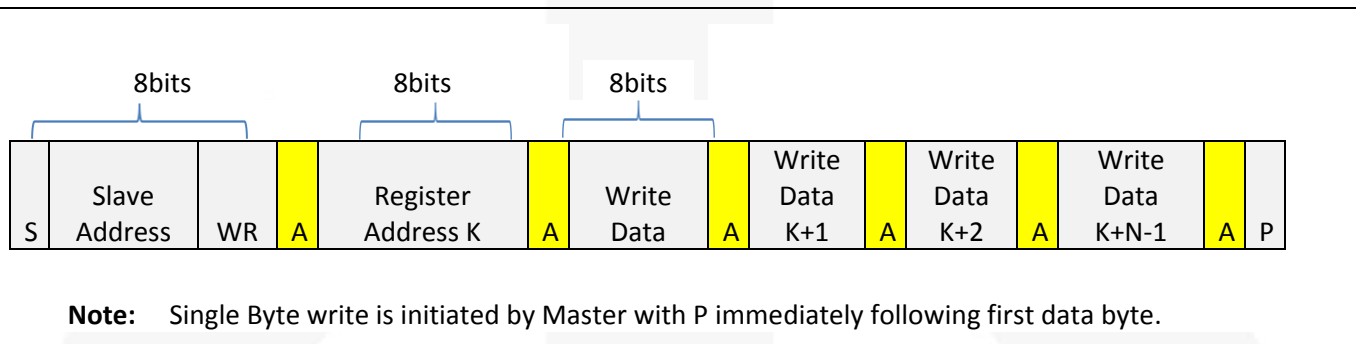 8bits 8bits 8bits
Write Write Write
Slave Register Write Data Data Data
S Address WR A Address K A Data A K+1 A K+2 A K+N-1 A P
Note: Single Byte write is initiated by Master with P immediately following first data byte.